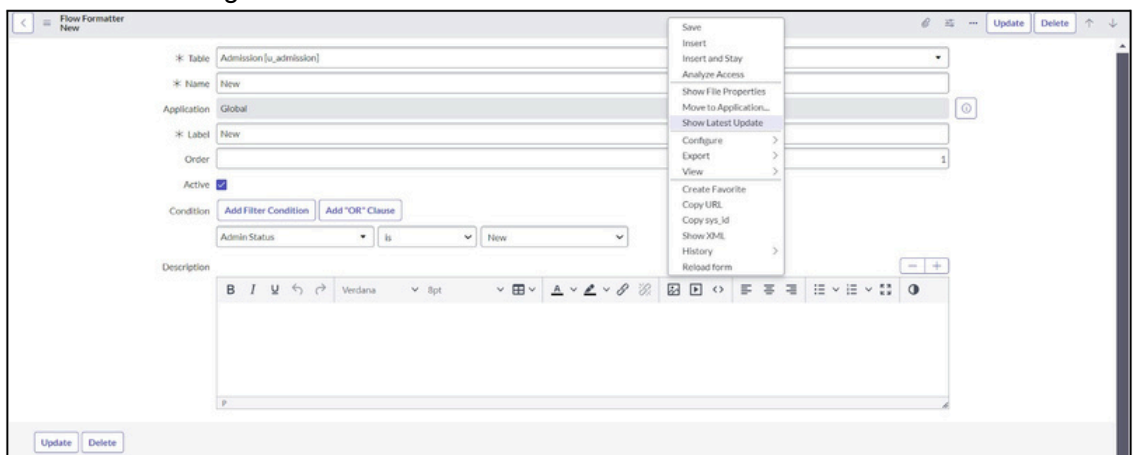 Flow Formatter
New
Update Delete
Table Admission [u_admission]
Name New
Application Global
Label New
Order 1
Active
Condition Add Filter Condition Add "OR" Clause
Admin Status is New
Description
B I U Verdana 8pt A
P
Update Delete
Save
Insert
Insert and Stay
Analyze Access
Show File Properties
Move to Application...
Show Latest Update
Configure
Export
View
Create Favorite
Copy URL
Copy sys_id
Show XML
History
Reload form